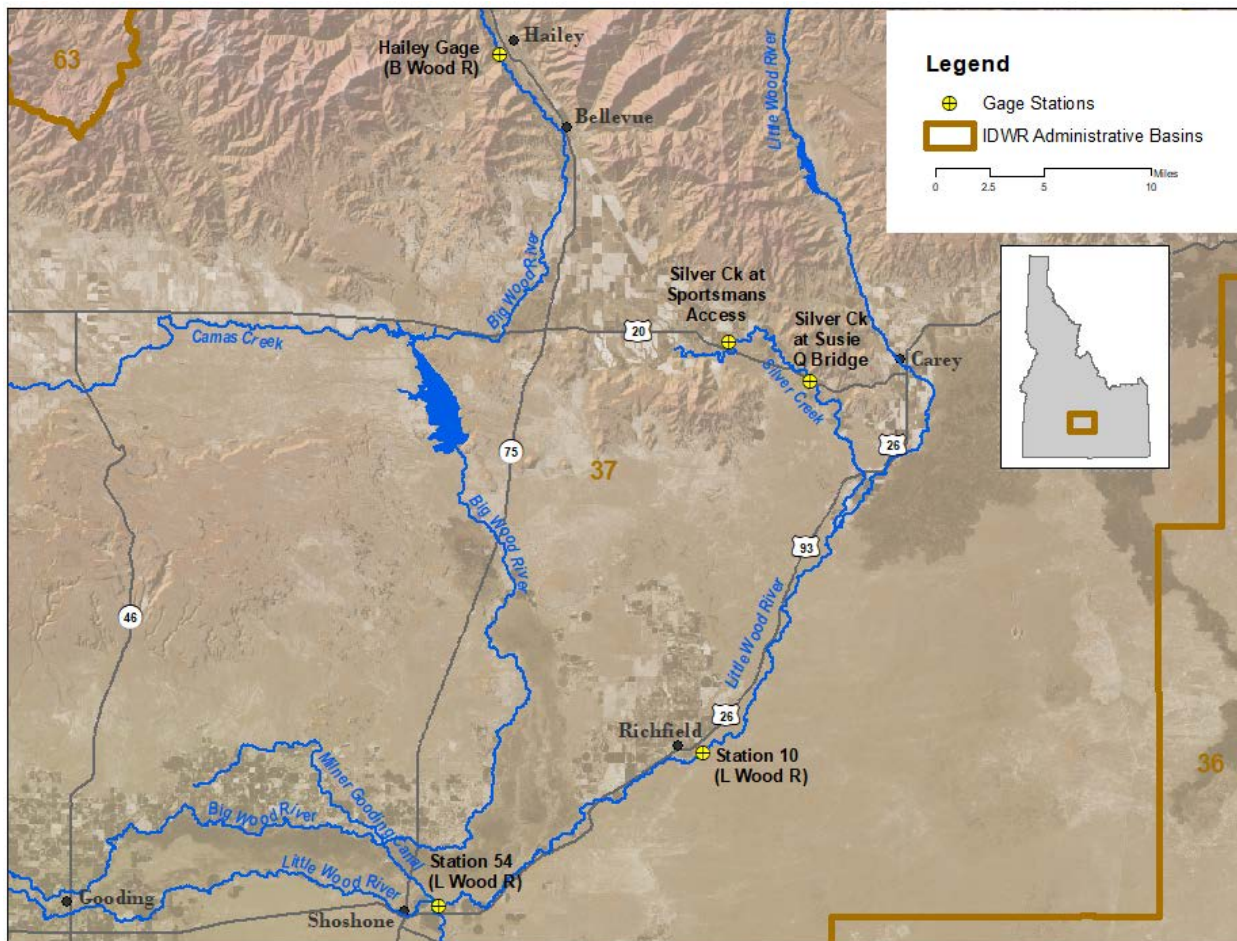 63
Hailey Gage
(B Wood R)
Hailey
Bellevue
Little Wood River
Legend
Gage Stations
IDWR Administrative Basins
Miles
0 2.5 5 10
Big Wood River
Silver Ck at
Sportsmans
Access
Silver Ck
at Susie
Q Bridge
20
Camas Creek
Carey
Silver Creek
26
75
37
Big Wood River
93
46
Little Wood River
26
Richfield
Station 10
(L Wood R)
36
Milner Gooding Canal
Big Wood River
Station 54
(L Wood R)
Little Wood River
Gooding
Shoshone